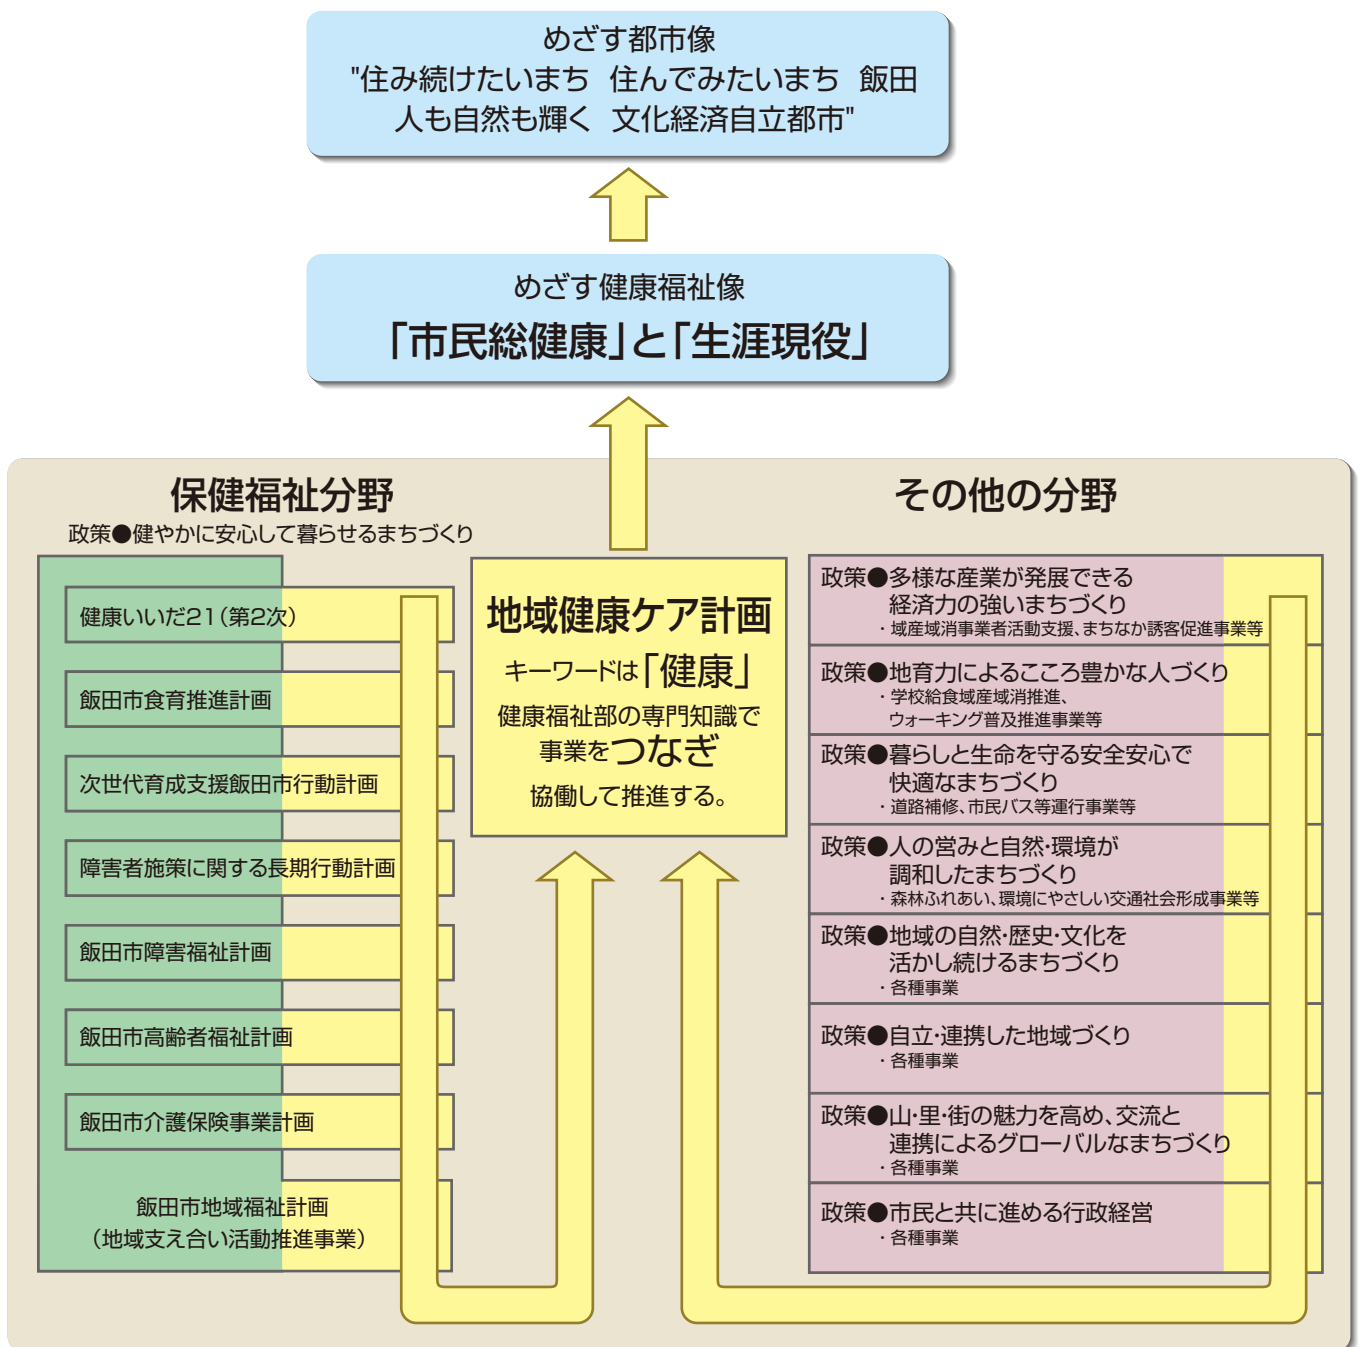 めざす都市像
"住み続けたいまち 住んでみたいまち 飯田
人も自然も輝く 文化経済自立都市"
めざす健康福祉像
「市民総健康」と「生涯現役」
保健福祉分野
政策●健やかに安心して暮らせるまちづくり
健康いいだ21(第2次)
飯田市食育推進計画
次世代育成支援飯田市行動計画
障害者施策に関する長期行動計画
飯田市障害福祉計画
飯田市高齢者福祉計画
飯田市介護保険事業計画
飯田市地域福祉計画
(地域支え合い活動推進事業)
地域健康ケア計画
キーワードは「健康」
健康福祉部の専門知識で
事業をつなぎ
協働して推進する。
その他の分野
政策●多様な産業が発展できる
経済力の強いまちづくり
・域産域消事業者活動支援、まちなか誘客促進事業等
政策●地育力によるこころ豊かな人づくり
・学校給食域産域消推進、
ウォーキング普及推進事業等
政策●暮らしと生命を守る安全安心で
快適なまちづくり
・道路補修、市民バス等運行事業等
政策●人の営みと自然・環境が
調和したまちづくり
・森林ふれあい、環境にやさしい交通社会形成事業等
政策●地域の自然・歴史・文化を
活かし続けるまちづくり
・各種事業
政策●自立・連携した地域づくり
・各種事業
政策●山・里・街の魅力を高め、交流と
連携によるグローバルなまちづくり
・各種事業
政策●市民と共に進める行政経営
・各種事業